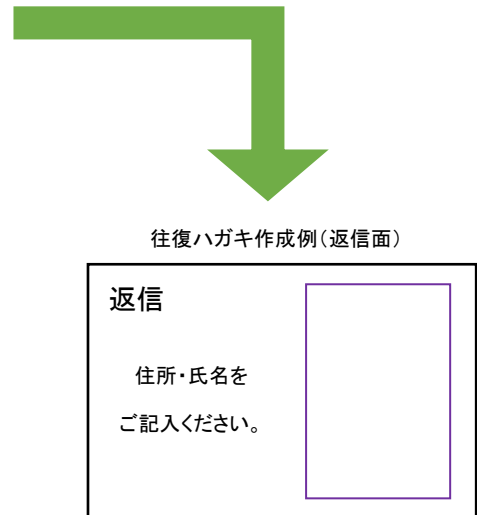 往復ハガキ作成例(返信面)
返信
住所・氏名を
ご記入ください。